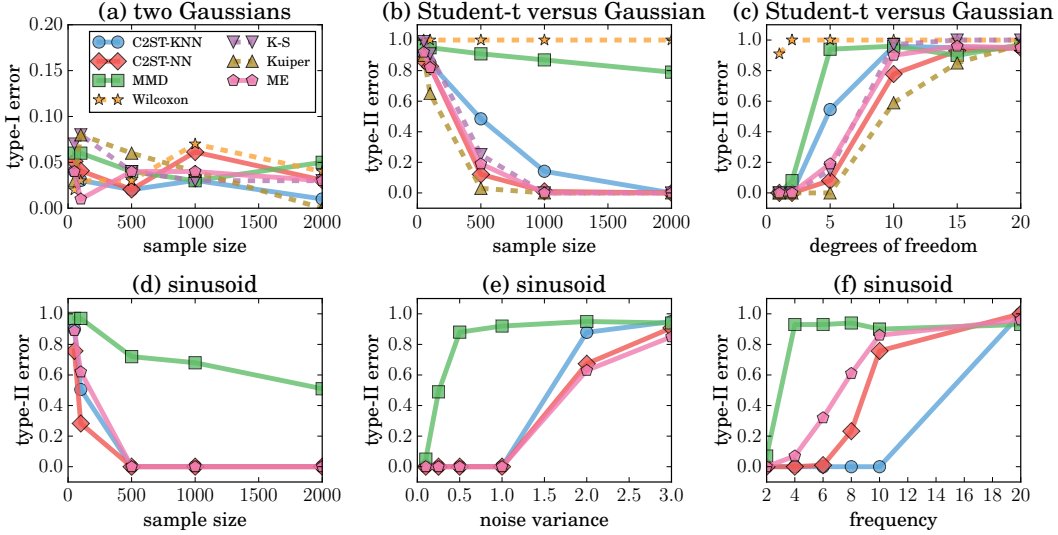 (a) two Gaussians
0.20
0.15
0.10
0.05
0.00
type-I error
C2ST-KNN
C2ST-NN
MMD
Wilcoxon
K-S
Kuiper
ME
0 500 1000 1500 2000
sample size
(b) Student-t versus Gaussian
1.0
0.8
0.6
0.4
0.2
0.0
type-II error
0 500 1000 1500 2000
sample size
(c) Student-t versus Gaussian
1.0
0.8
0.6
0.4
0.2
0.0
type-II error
0 5 10 15 20
degrees of freedom
(d) sinusoid
1.0
0.8
0.6
0.4
0.2
0.0
type-II error
0 500 1000 1500 2000
sample size
(e) sinusoid
1.0
0.8
0.6
0.4
0.2
0.0
type-II error
0.0 0.5 1.0 1.5 2.0 2.5 3.0
noise variance
(f) sinusoid
1.0
0.8
0.6
0.4
0.2
0.0
type-II error
2 4 6 8 10 18 20
frequency